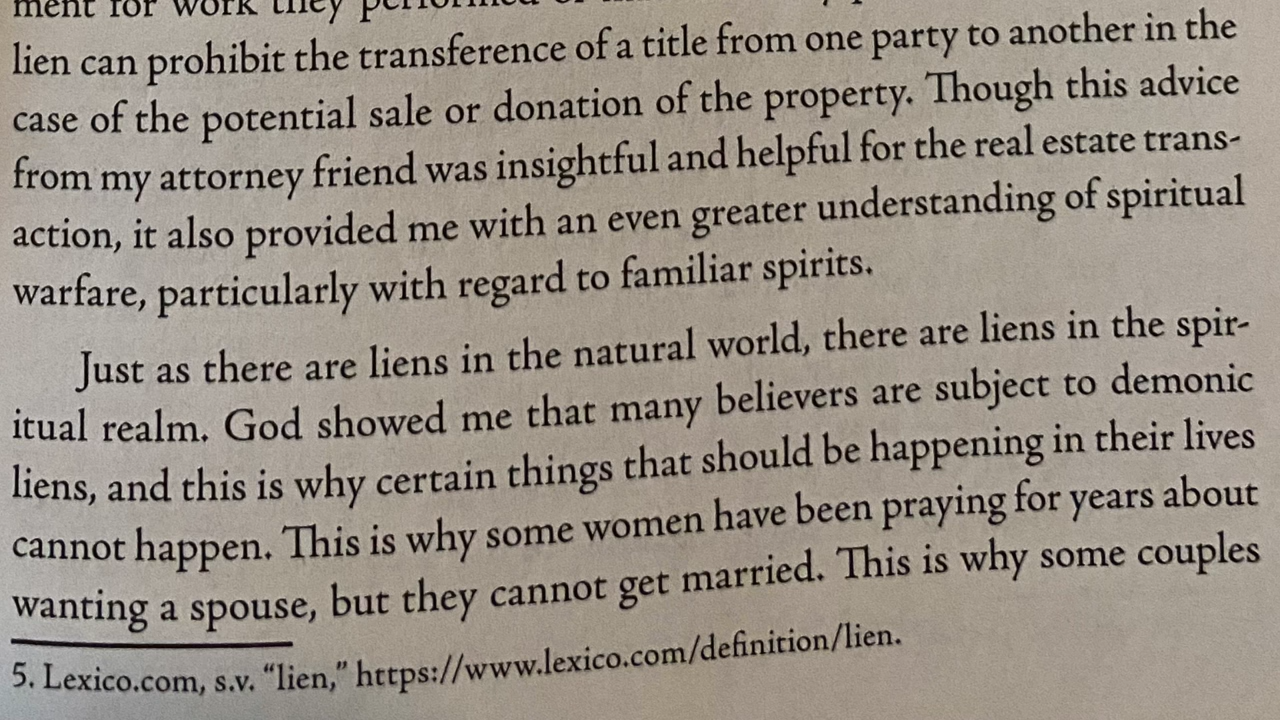 ment for work they performed
lien can prohibit the transference of a title from one party to another in the
case of the potential sale or donation of the property. Though this advice
from my attorney friend was insightful and helpful for the real estate trans-
action, it also provided me with an even greater understanding of spiritual
warfare, particularly with regard to familiar spirits.
Just as there are liens in the natural world, there are liens in the spir-
itual realm. God showed me that many believers are subject to demonic
liens, and this is why certain things that should be happening in their lives
cannot happen. This is why some women have been praying for years about
wanting a spouse, but they cannot get married. This is why some couples
5. Lexico.com, s.v. “lien,” https://www.lexico.com/definition/lien.